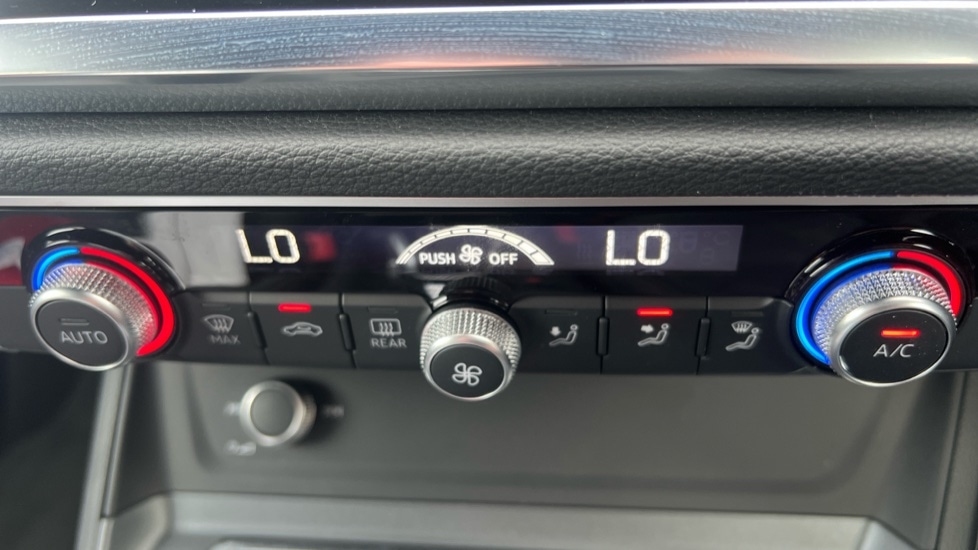 LO
PUSH OFF
LO
AUTO
MAX
REAR
A/C